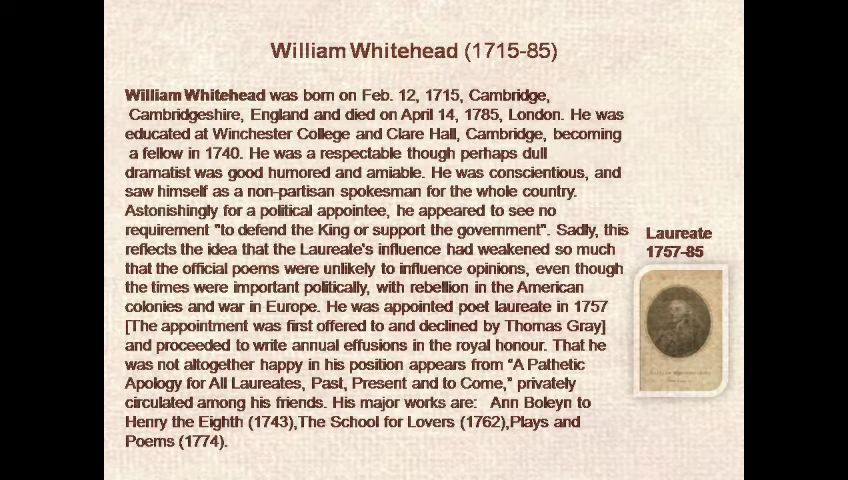 William Whitehead (1715-85)
William Whitehead was born on Feb. 12, 1715, Cambridge,
Cambridgeshire, England and died on April 14, 1785, London. He was
educated at Winchester College and Clare Hall, Cambridge, becoming
a fellow in 1740. He was a respectable though perhaps dull
dramatist was good humored and amiable. He was conscientious, and
saw himself as a non-partisan spokesman for the whole country.
Astonishingly for a political appointee, he appeared to see no
requirement "to defend the King or support the government". Sadly, this
reflects the idea that the Laureate's influence had weakened so much
that the official poems were unlikely to influence opinions, even though
the times were important politically, with rebellion in the American
colonies and war in Europe. He was appointed poet laureate in 1757
[The appointment was first offered to and declined by Thomas Gray]
and proceeded to write annual effusions in the royal honour. That he
was not altogether happy in his position appears from “A Pathetic
Apology for All Laureates, Past, Present and to Come,” privately
circulated among his friends. His major works are: Ann Boleyn to
Henry the Eighth (1743),The School for Lovers (1762),Plays and
Poems (1774).
Laureate
1757-85